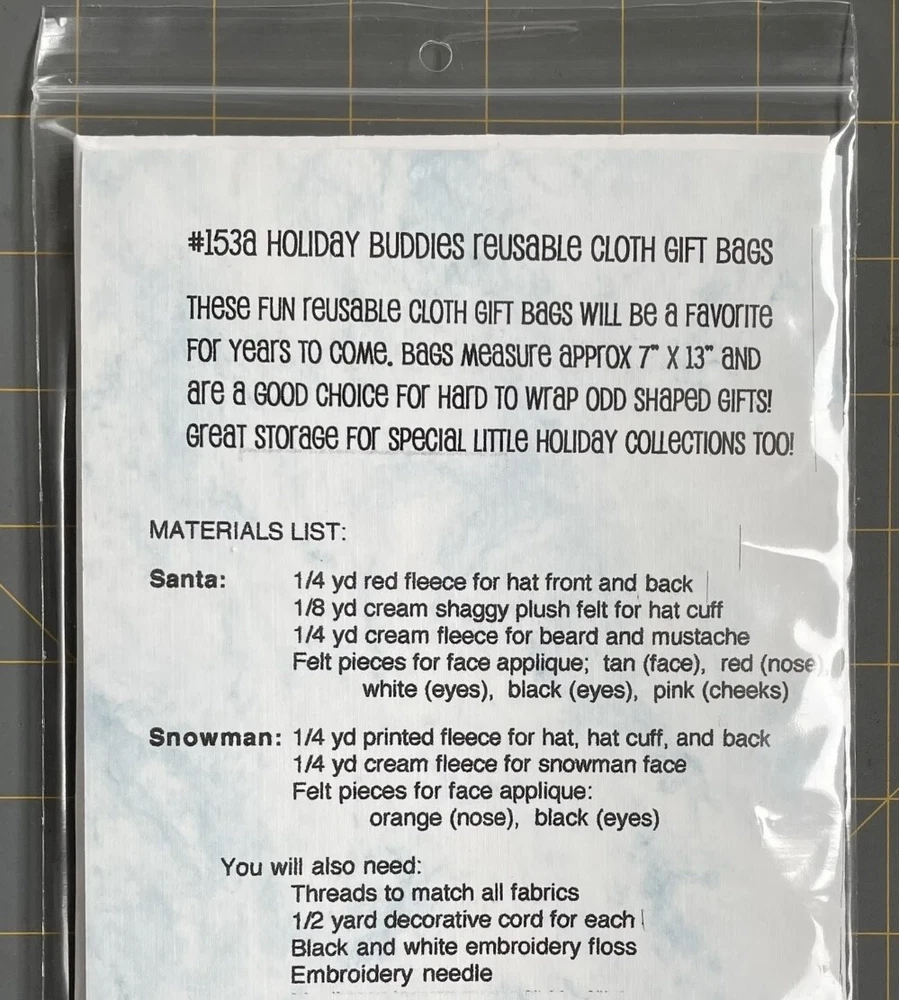 #153a HOLIDAY BUDDIES reusable CLOTH GIFT BAGS
THESE FUN reusable CLOTH GIFT BAGS WILL BE a Favorite
For Years TO COME. BAGS Measure approx 7" X 13" AND
are a GOOD CHOICE For Hard TO Wrap ODD SHAPED GIFTS!
Great Storage For Special Little Holiday Collections TOO!
MATERIALS LIST:
Santa: 1/4 yd red fleece for hat front and back
1/8 yd cream shaggy plush felt for hat cuff
1/4 yd cream fleece for beard and mustache
Felt pieces for face applique; tan (face), red (nose),
white (eyes), black (eyes), pink (cheeks)
Snowman: 1/4 yd printed fleece for hat, hat cuff, and back
1/4 yd cream fleece for snowman face
Felt pieces for face applique:
orange (nose), black (eyes)
You will also need:
Threads to match all fabrics
1/2 yard decorative cord for each
Black and white embroidery floss
Embroidery needle